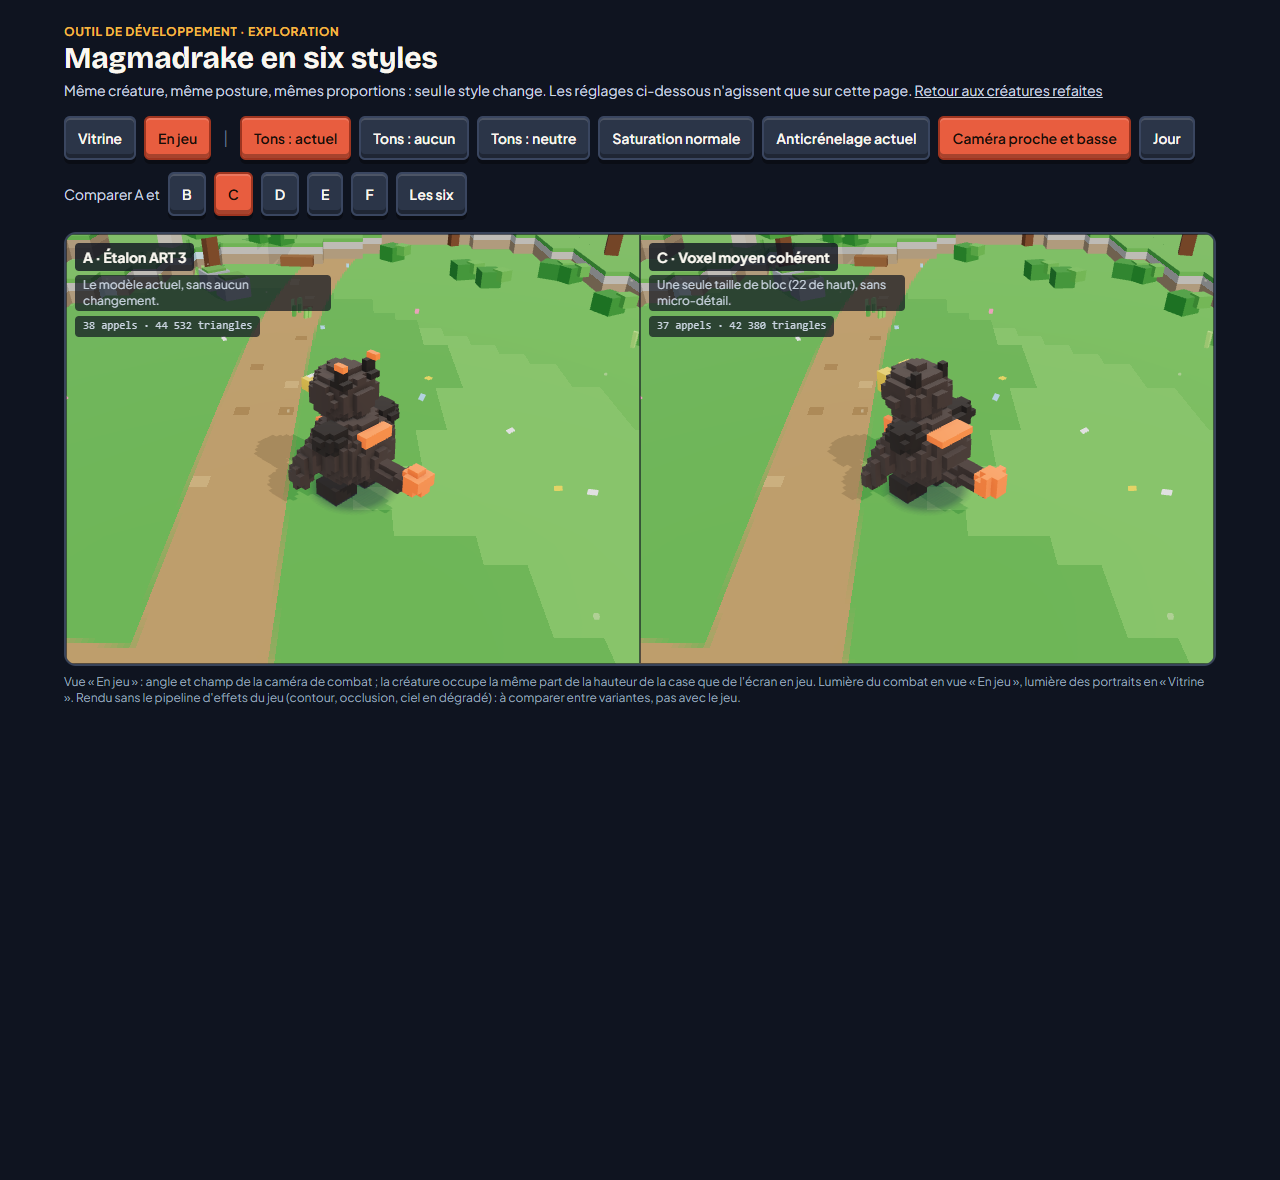 OUTIL DE DÉVELOPPEMENT · EXPLORATION
Magmadrake en six styles
Même créature, même posture, mêmes proportions : seul le style change. Les réglages ci-dessous n'agissent que sur cette page. Retour aux créatures refaites
Vitrine
En jeu
|
Tons : actuel
Tons : aucun
Tons : neutre
Saturation normale
Anticrénelage actuel
Caméra proche et basse
Jour
Comparer A et
B
C
D
E
F
Les six
A · Étalon ART 3
Le modèle actuel, sans aucun
changement.
38 appels · 44 532 triangles
C · Voxel moyen cohérent
Une seule taille de bloc (22 de haut), sans
micro-détail.
37 appels · 42 380 triangles
Vue « En jeu » : angle et champ de la caméra de combat ; la créature occupe la même part de la hauteur de la case que de l'écran en jeu. Lumière du combat en vue « En jeu », lumière des portraits en « Vitrine
». Rendu sans le pipeline d'effets du jeu (contour, occlusion, ciel en dégradé) : à comparer entre variantes, pas avec le jeu.